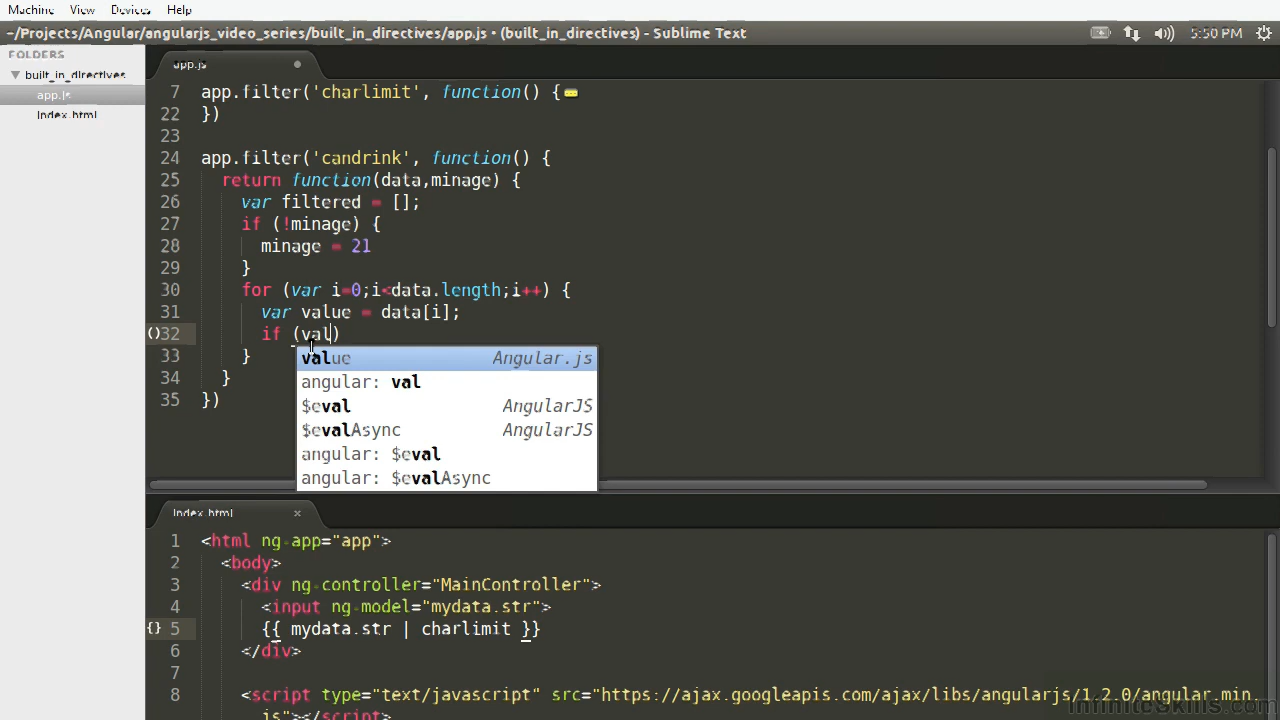 Machine View Devices Help
~/Projects/Angular/angularjs_video_series/built_in_directives/app.js • (built_in_directives) - Sublime Text
5:50 PM
FOLDERS
built_in_directives
app.js
index.html
app.js
7 app.filter('charlimit', function() {
22 })
23
24 app.filter('candrink', function() {
25 return function(data,minage) {
26 var filtered = [];
27 if (!minage) {
28 minage = 21
29 }
30 for (var i=0;i<data.length;i++) {
31 var value = data[i];
32 if (val)
33 }
34 }
35 })
value Angular.js
angular: val
$eval AngularJS
$evalAsync AngularJS
angular: $eval
angular: $evalAsync
index.html
1 <html ng-app="app">
2 <body>
3 <div ng-controller="MainController">
4 <input ng-model="mydata.str">
5 {{ mydata.str | charlimit }}
6 </div>
7
8 <script type="text/javascript" src="https://ajax.googleapis.com/ajax/libs/angularjs/1.2.0/angular.min.
js"></script>
InfiniteSkills.com